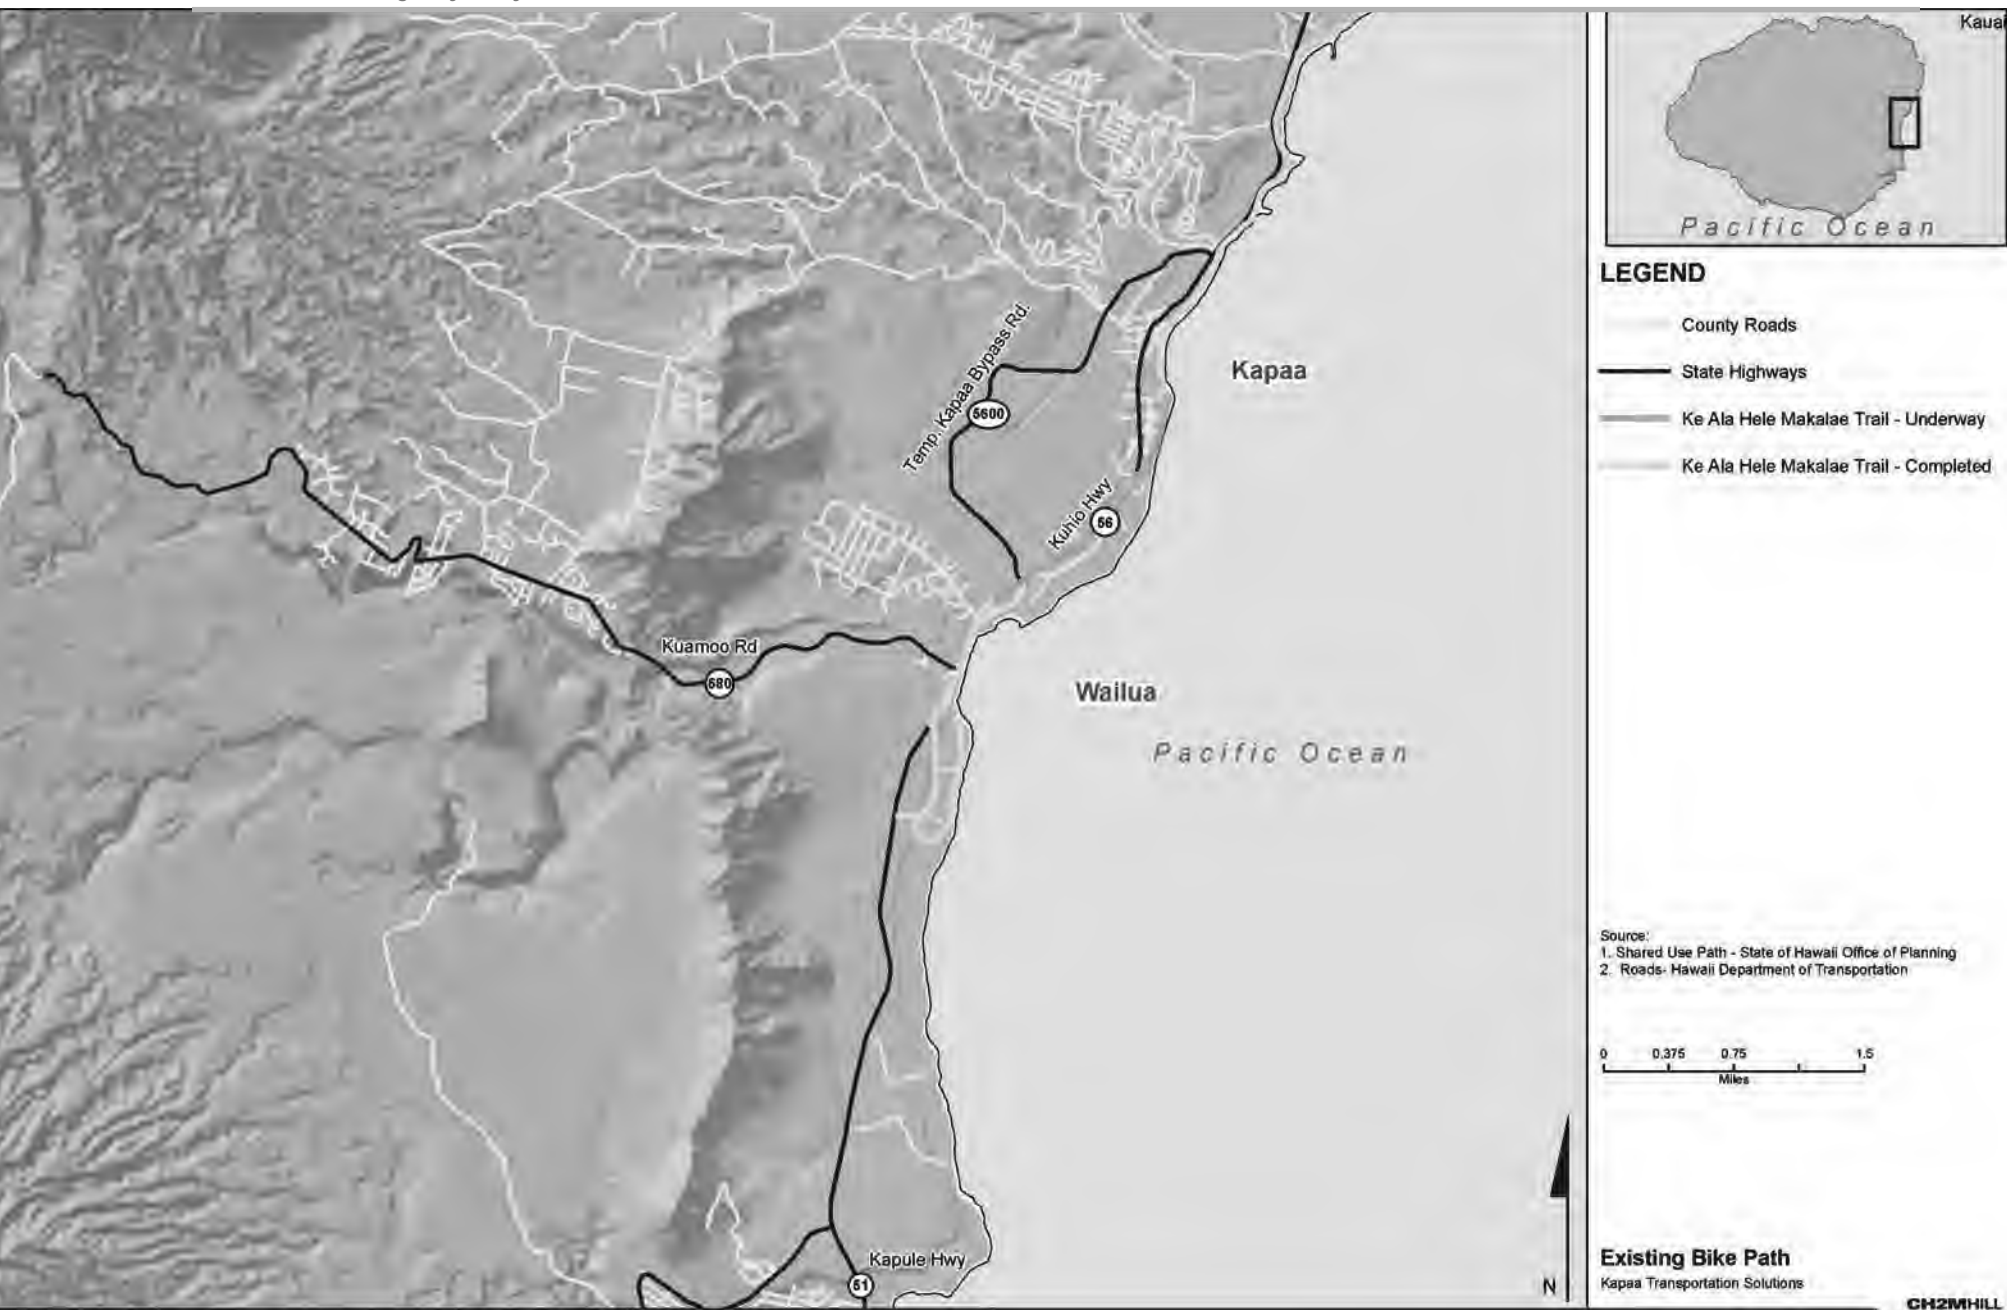 Kauai
Pacific Ocean
LEGEND
County Roads
State Highways
Ke Ala Hele Makalae Trail - Underway
Ke Ala Hele Makalae Trail - Completed
Temp. Kapaa Bypass Rd.
5600
Kapaa
Kuhio Hwy
56
Kuamoo Rd
580
Wailua
Pacific Ocean
Source:
1. Shared Use Path - State of Hawaii Office of Planning
2. Roads- Hawaii Department of Transportation
0 0.375 0.75 1.5
Miles
Kapule Hwy
51
N
Existing Bike Path
Kapaa Transportation Solutions
CH2MHILL